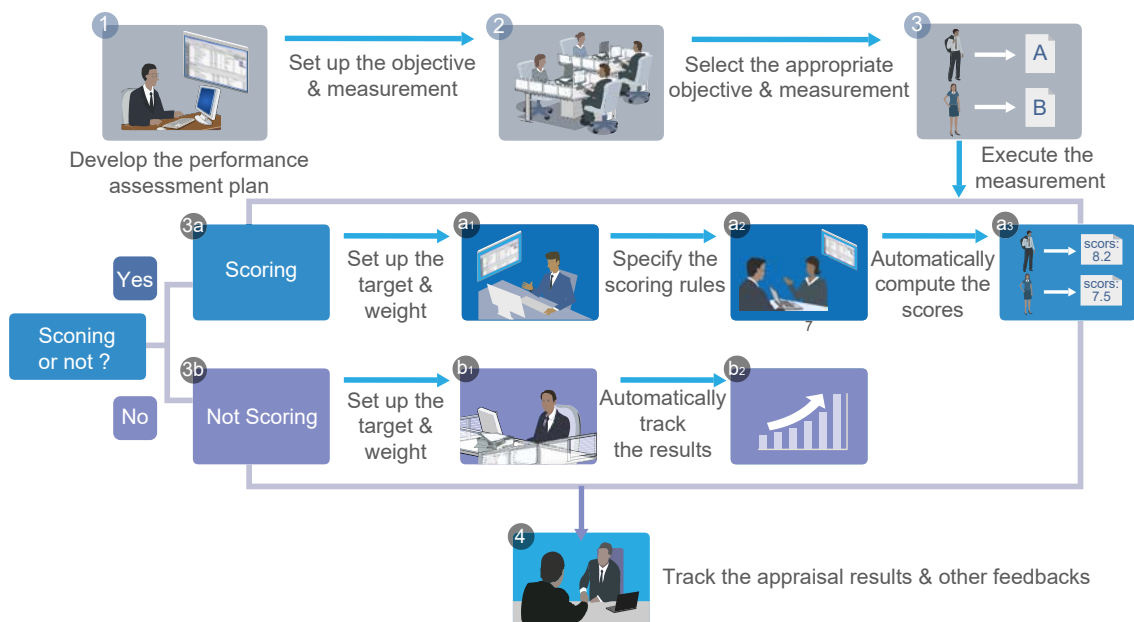 1
Set up the objective
& measurement
2
Select the appropriate
objective & measurement
3
A
B
Develop the performance
assessment plan
Execute the
measurement
3a
Scoring
Set up the
target &
weight
a1
Specify the
scoring rules
a2
7
Automatically
compute the
scores
a3
scors:
8.2
scors:
7.5
Yes
Sconing
or not ?
No
3b
Not Scoring
Set up the
target &
weight
b1
Automatically
track
the results
b2
4
Track the appraisal results & other feedbacks